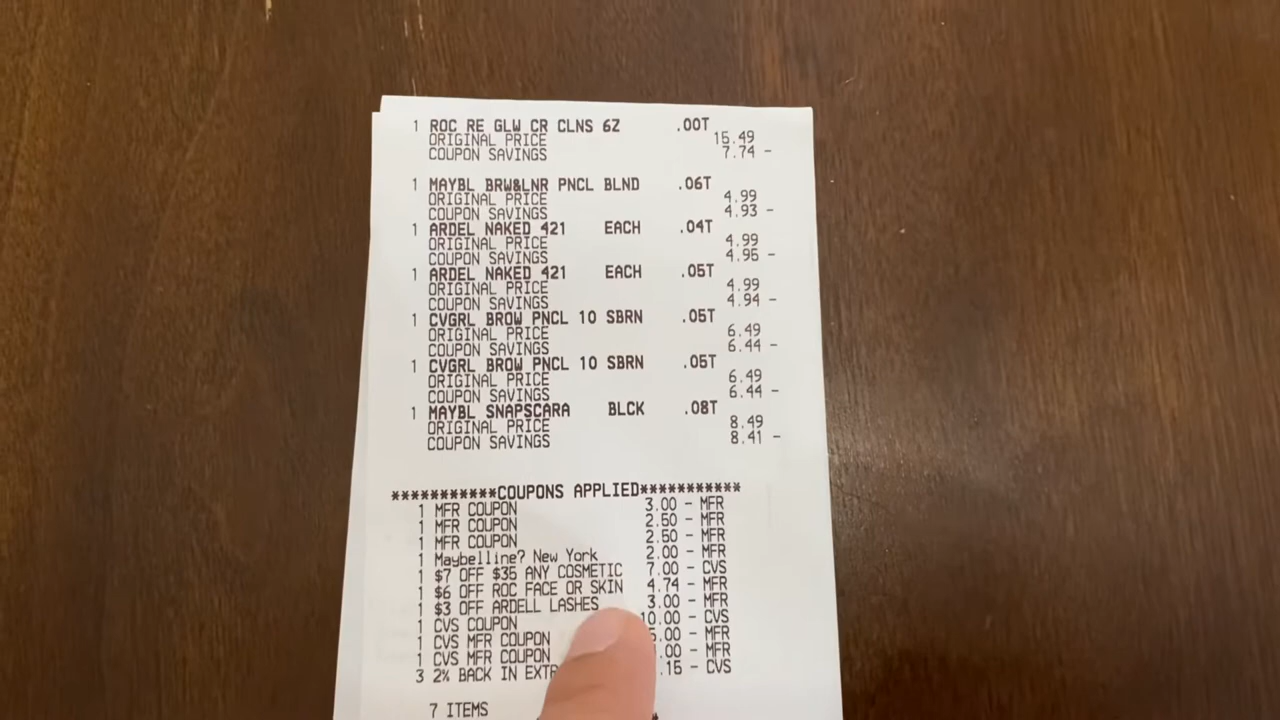 1 ROC RE GLW CR CLNS 6Z .00T
ORIGINAL PRICE 15.49
COUPON SAVINGS 7.74 -
1 MAYBL BRW&LNR PNCL BLND .06T
ORIGINAL PRICE 4.99
COUPON SAVINGS 4.93 -
1 ARDEL NAKED 421 EACH .04T
ORIGINAL PRICE 4.99
COUPON SAVINGS 4.95 -
1 ARDEL NAKED 421 EACH .05T
ORIGINAL PRICE 4.99
COUPON SAVINGS 4.94 -
1 CVGRL BROW PNCL 10 SBRN .05T
ORIGINAL PRICE 6.49
COUPON SAVINGS 6.44 -
1 CVGRL BROW PNCL 10 SBRN .05T
ORIGINAL PRICE 6.49
COUPON SAVINGS 6.44 -
1 MAYBL SNAPSCARA BLCK .08T
ORIGINAL PRICE 8.49
COUPON SAVINGS 8.41 -
***********COUPONS APPLIED***********
1 MFR COUPON 3.00 - MFR
1 MFR COUPON 2.50 - MFR
1 MFR COUPON 2.50 - MFR
1 Maybelline? New York 2.00 - MFR
1 $7 OFF $35 ANY COSMETIC 7.00 - CVS
1 $6 OFF ROC FACE OR SKIN 4.74 - MFR
1 $3 OFF ARDELL LASHES 3.00 - MFR
1 CVS COUPON 10.00 - CVS
1 CVS MFR COUPON .00 - MFR
1 CVS MFR COUPON .00 - MFR
3 2% BACK IN .15 - CVS
7 ITEMS